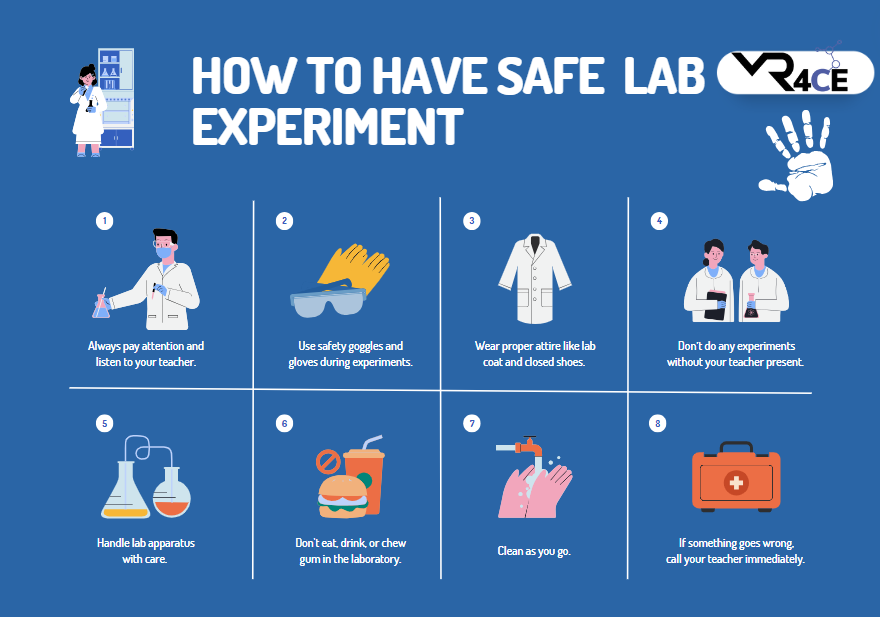 HOW TO HAVE SAFE LAB
EXPERIMENT
VR4CE
1
Always pay attention and
listen to your teacher.
2
Use safety goggles and
gloves during experiments.
3
Wear proper attire like lab
coat and closed shoes.
4
Don't do any experiments
without your teacher present.
5
Handle lab apparatus
with care.
6
Don't eat, drink, or chew
gum in the laboratory.
7
Clean as you go.
8
If something goes wrong,
call your teacher immediately.